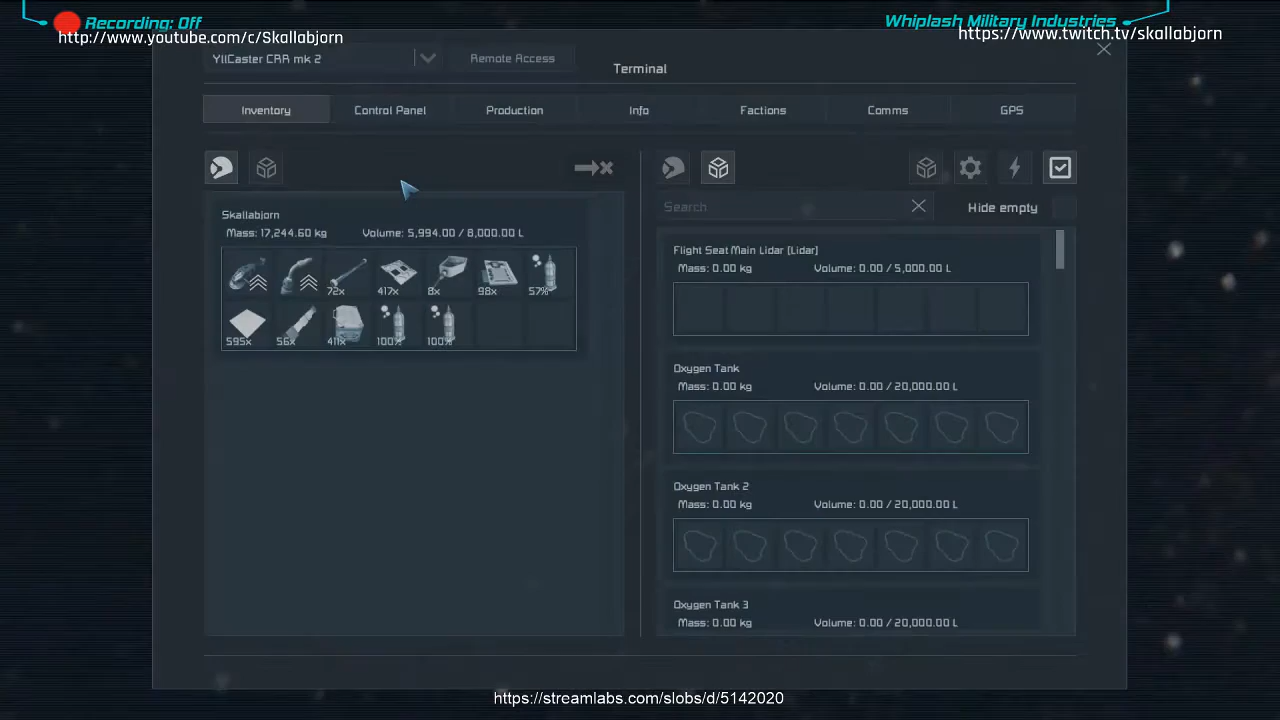 Recording: Off
http://www.youtube.com/c/Skallabjorn
Whiplash Military Industries
https://www.twitch.tv/skallabjorn
YllCaster CRR mk 2
Remote Access
Terminal
Inventory
Control Panel
Production
Info
Factions
Comms
GPS
Search
Hide empty
Skallabjorn
Mass: 17,244.60 kg Volume: 5,994.00 / 8,000.00 L
72x 417x 8x 98x 57%
595x 56x 411x 100% 100%
Flight Seat Main Lidar [Lidar]
Mass: 0.00 kg Volume: 0.00 / 5,000.00 L
Oxygen Tank
Mass: 0.00 kg Volume: 0.00 / 20,000.00 L
Oxygen Tank 2
Mass: 0.00 kg Volume: 0.00 / 20,000.00 L
Oxygen Tank 3
Mass: 0.00 kg Volume: 0.00 / 20,000.00 L
https://streamlabs.com/slobs/d/5142020